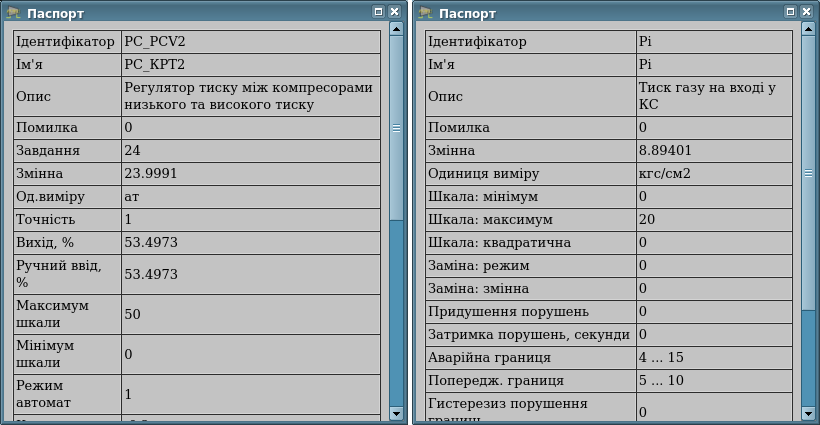 Паспорт
Ідентифікатор PC_PCV2
Ім'я РС_КРТ2
Опис Регулятор тиску між компресорами
низького та високого тиску
Помилка 0
Завдання 24
Змінна 23.9991
Од.виміру ат
Точність 1
Вихід, % 53.4973
Ручний ввід,
% 53.4973
Максимум
шкали 50
Мінімум
шкали 0
Режим
автомат 1
Паспорт
Ідентифікатор Pi
Ім'я Pi
Опис Тиск газу на вході у
КС
Помилка 0
Змінна 8.89401
Одиниця виміру кгс/см2
Шкала: мінімум 0
Шкала: максимум 20
Шкала: квадратична 0
Заміна: режим 0
Заміна: змінна 0
Придушення порушень 0
Затримка порушень, секунди 0
Аварійна границя 4 ... 15
Попередж. границя 5 ... 10
Гистерезиз порушення 0